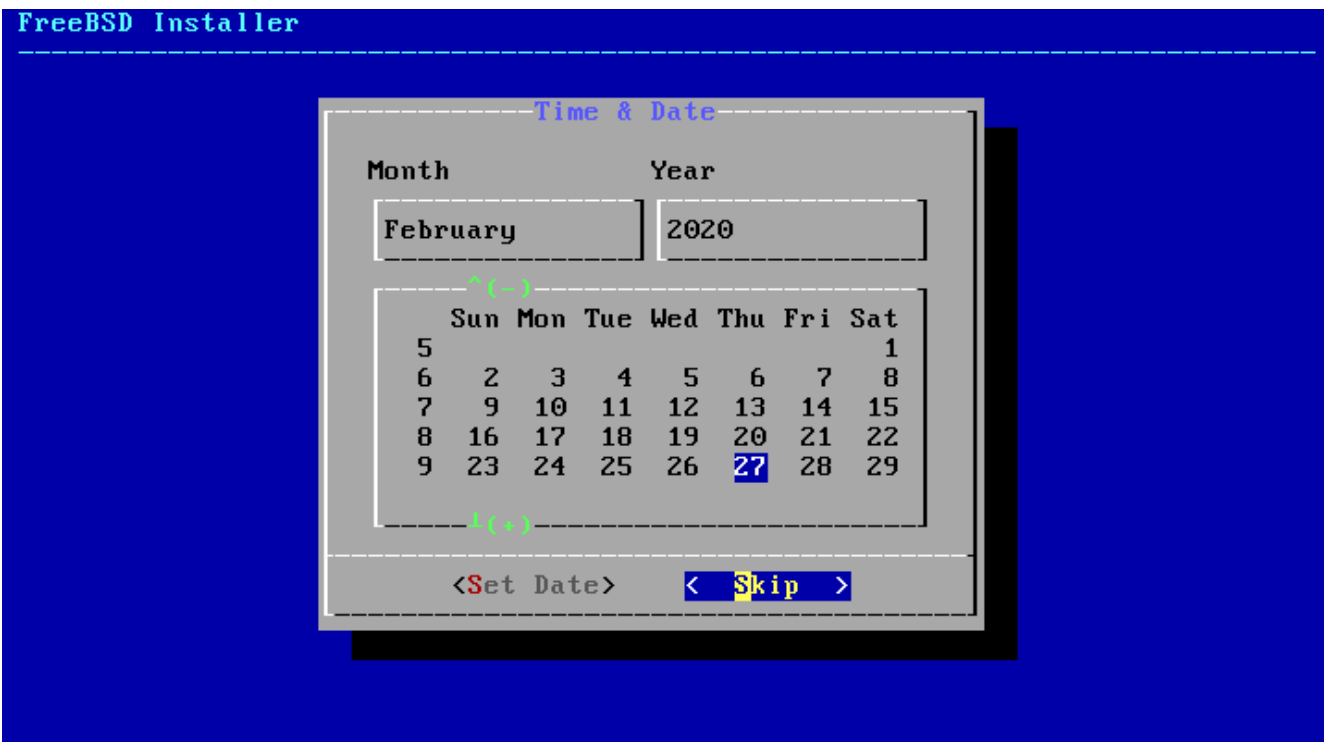 FreeBSD Installer
Time & Date
Month Year
February 2020
^(-)
Sun Mon Tue Wed Thu Fri Sat
5 1
6 2 3 4 5 6 7 8
7 9 10 11 12 13 14 15
8 16 17 18 19 20 21 22
9 23 24 25 26 27 28 29
┴(+)
<Set Date> < Skip >